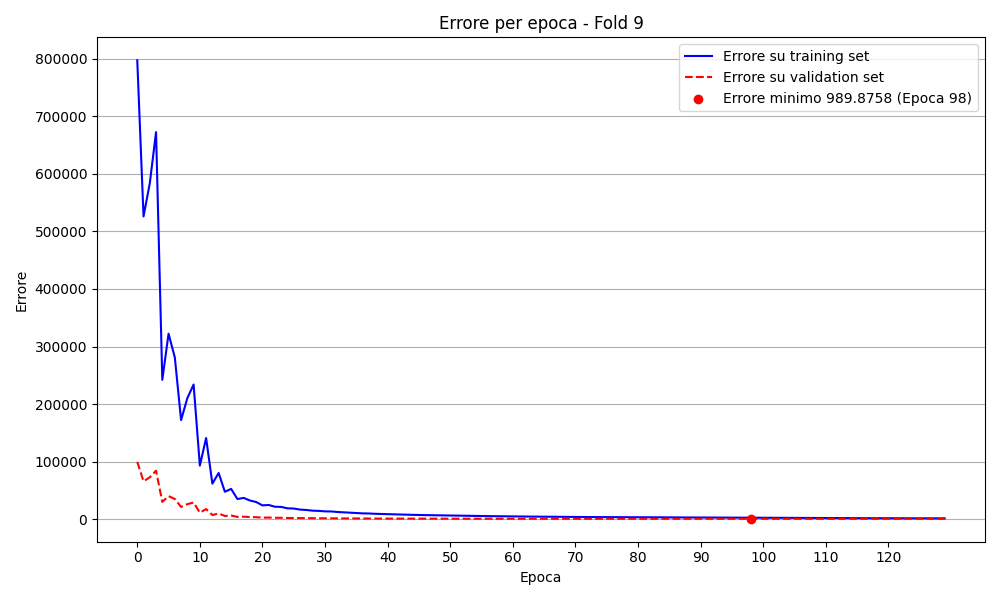 Errore per epoca - Fold 9
Errore su training set
Errore su validation set
Errore minimo 989.8758 (Epoca 98)
800000
700000
600000
500000
400000
300000
200000
100000
0
Errore
0 10 20 30 40 50 60 70 80 90 100 110 120
Epoca